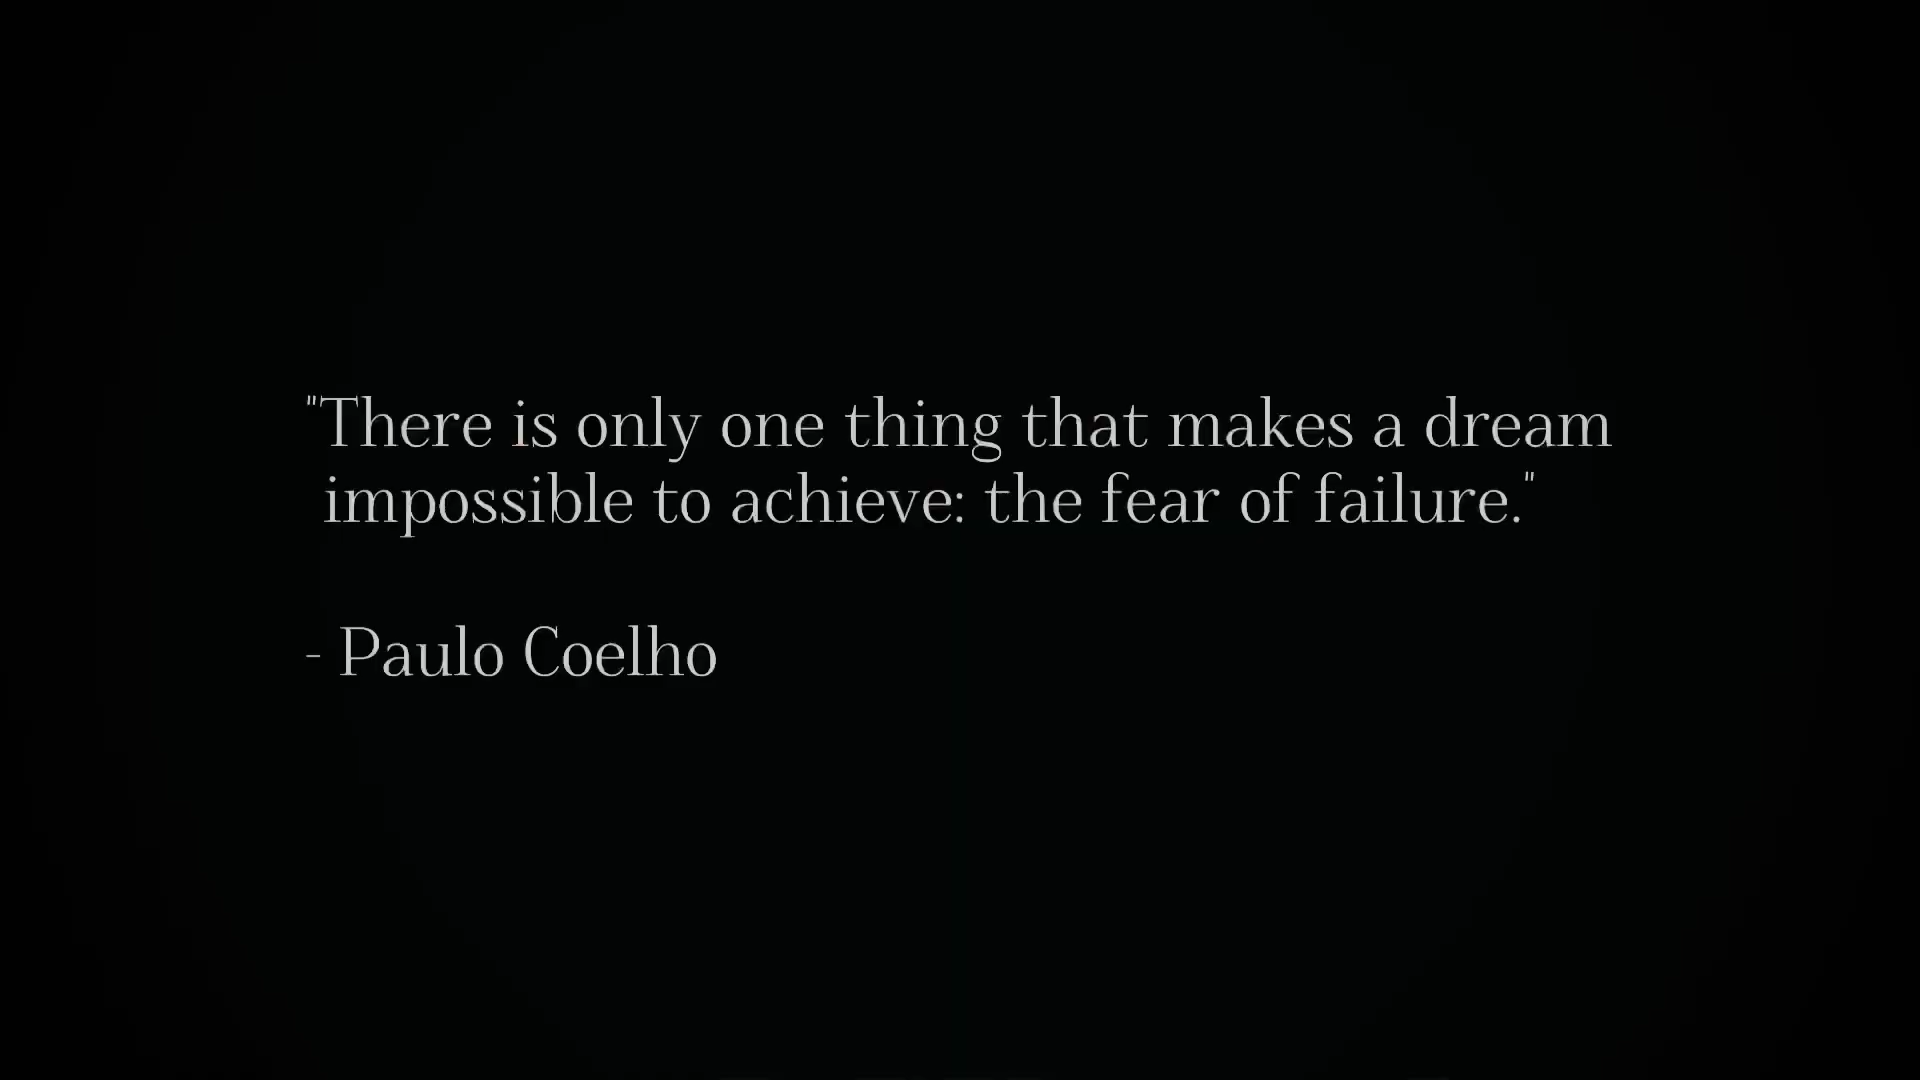 "There is only one thing that makes a dream
impossible to achieve: the fear of failure."
- Paulo Coelho